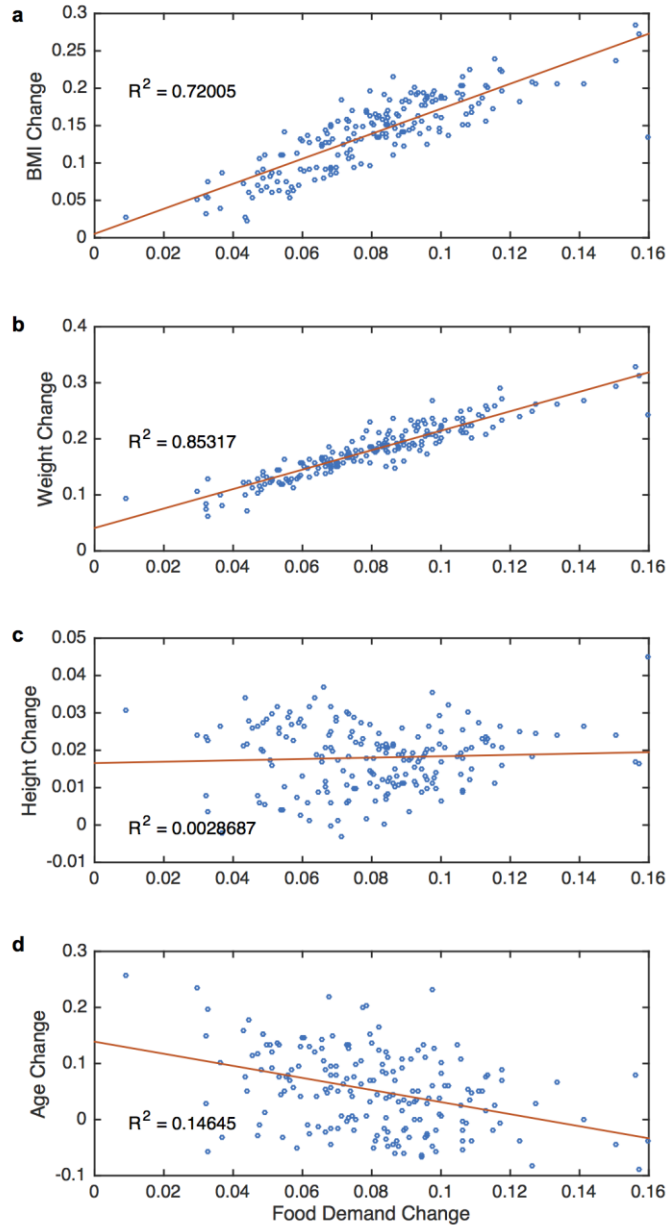 a
0.3
0.25
0.2
0.15
0.1
0.05
0
BMI Change
R² = 0.72005
0 0.02 0.04 0.06 0.08 0.1 0.12 0.14 0.16
b
0.4
0.3
0.2
0.1
0
Weight Change
R² = 0.85317
0 0.02 0.04 0.06 0.08 0.1 0.12 0.14 0.16
c
0.05
0.04
0.03
0.02
0.01
0
-0.01
Height Change
R² = 0.0028687
0 0.02 0.04 0.06 0.08 0.1 0.12 0.14 0.16
d
0.3
0.2
0.1
0
-0.1
Age Change
R² = 0.14645
0 0.02 0.04 0.06 0.08 0.1 0.12 0.14 0.16
Food Demand Change